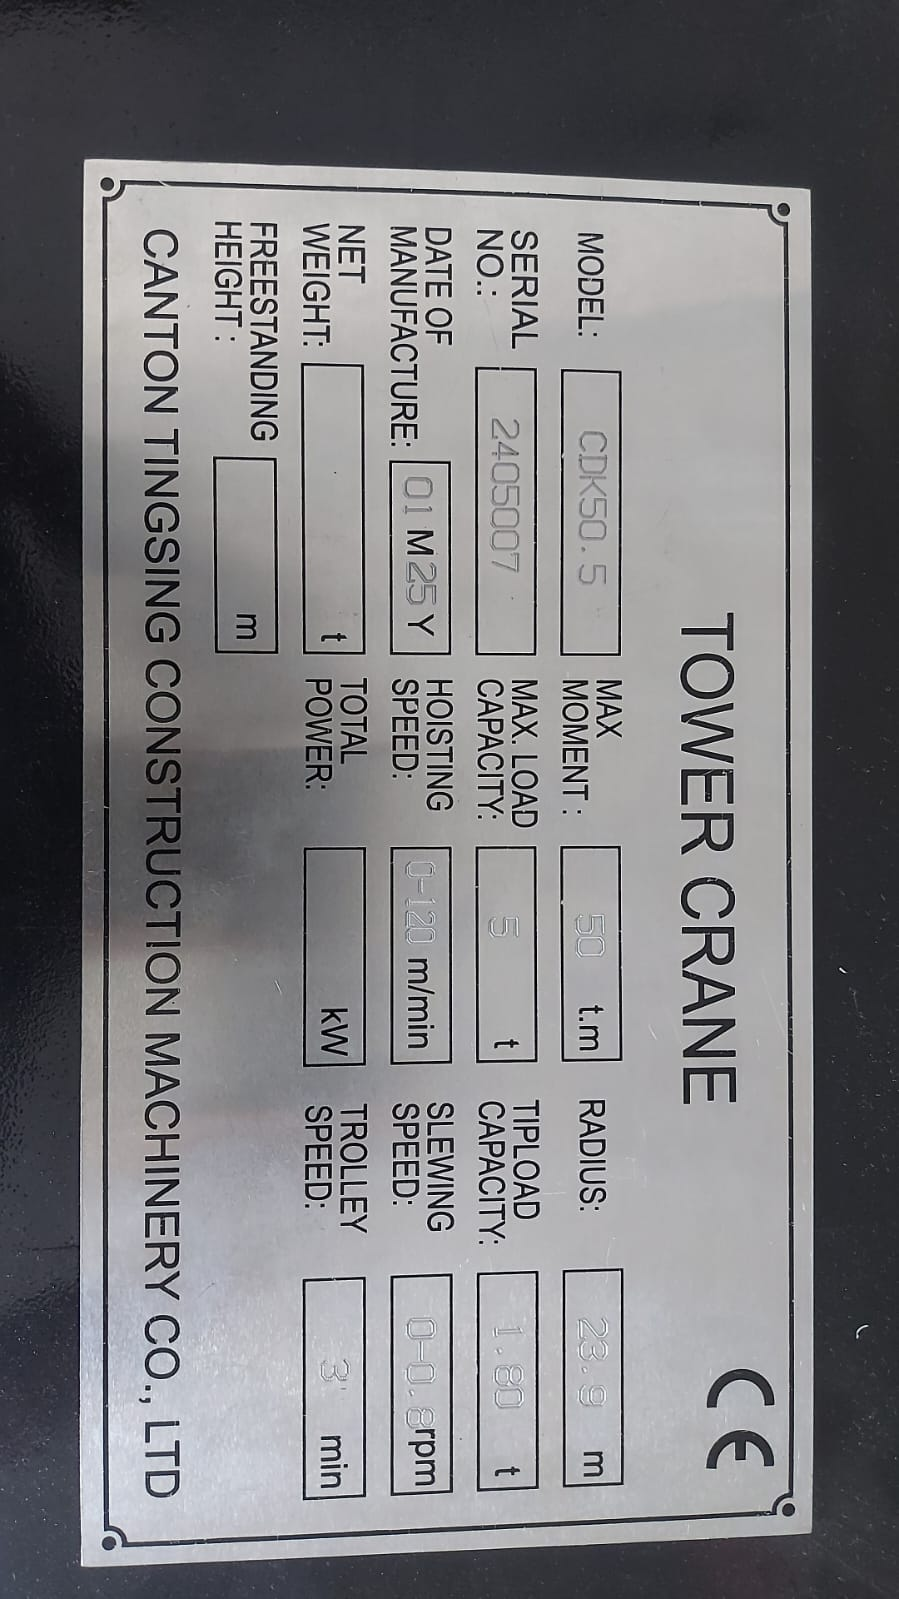 TOWER CRANE
CE
MODEL: CDK50.5
MAX MOMENT : 50 t.m
RADIUS: 23.9 m
SERIAL NO.: 2405007
MAX. LOAD CAPACITY: 5 t
TIPLOAD CAPACITY: 1.80 t
DATE OF MANUFACTURE: 01 M 25 Y
HOISTING SPEED: 0-120 m/min
SLEWING SPEED: 0-0.8rpm
NET WEIGHT: t
TOTAL POWER: kW
TROLLEY SPEED: 3' min
FREESTANDING HEIGHT : m
CANTON TINGSING CONSTRUCTION MACHINERY CO., LTD